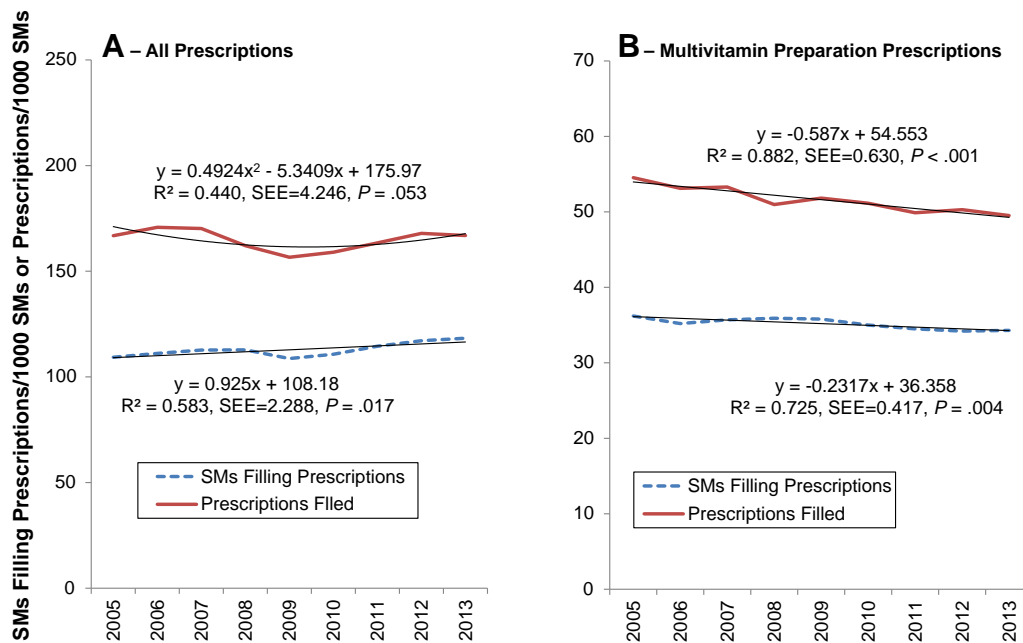 SMs Filling Prescriptions/1000 SMs or Prescriptions/1000 SMs
A – All Prescriptions
250
200
150
100
50
0
y = 0.4924x² - 5.3409x + 175.97
R² = 0.440, SEE=4.246, P = .053
y = 0.925x + 108.18
R² = 0.583, SEE=2.288, P = .017
SMs Filling Prescriptions
Prescriptions Flled
2005
2006
2007
2008
2009
2010
2011
2012
2013
B – Multivitamin Preparation Prescriptions
70
60
50
40
30
20
10
0
y = -0.587x + 54.553
R² = 0.882, SEE=0.630, P < .001
y = -0.2317x + 36.358
R² = 0.725, SEE=0.417, P = .004
SMs Filling Prescriptions
Prescriptions Filled
2005
2006
2007
2008
2009
2010
2011
2012
2013